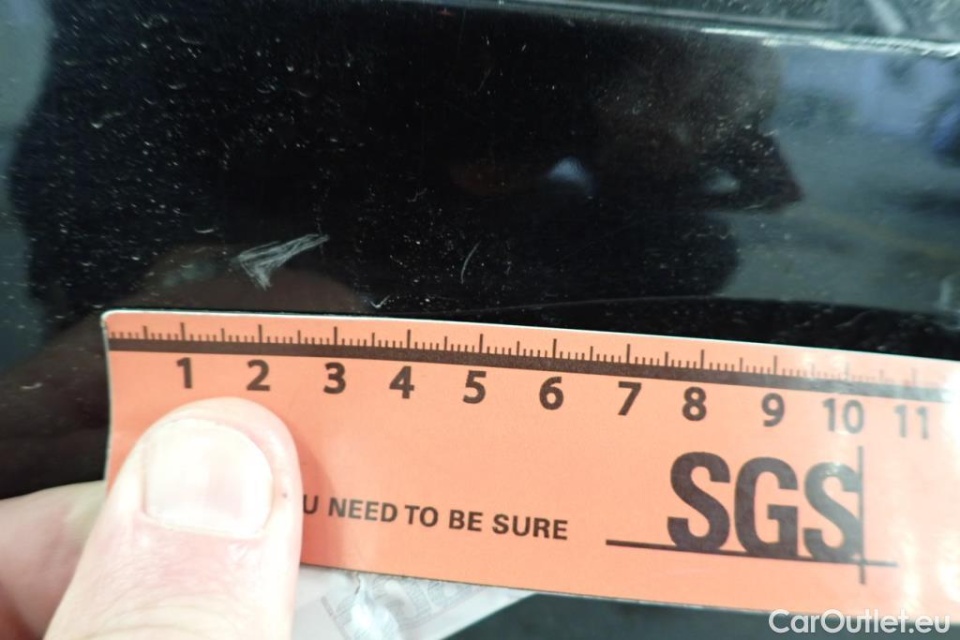 1 2 3 4 5 6 7 8 9 10 11
U NEED TO BE SURE
SGS
CarOutlet.eu